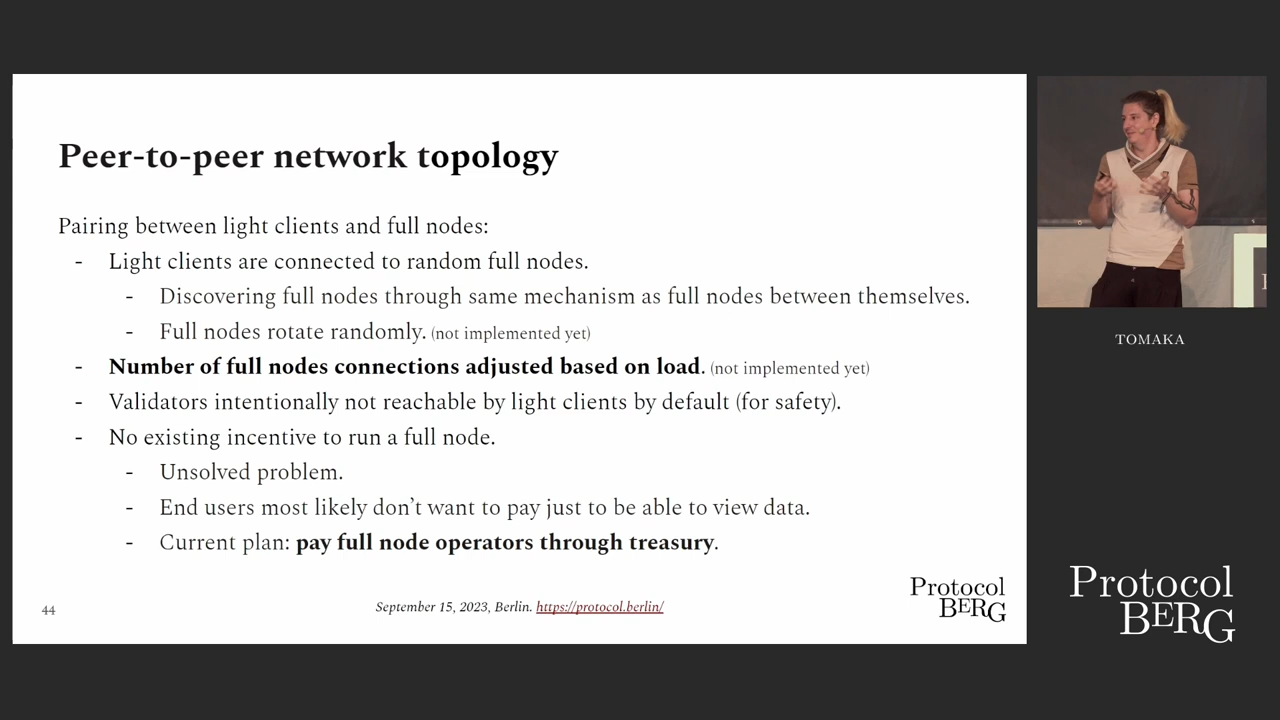 Peer-to-peer network topology
Pairing between light clients and full nodes:
- Light clients are connected to random full nodes.
- Discovering full nodes through same mechanism as full nodes between themselves.
- Full nodes rotate randomly. (not implemented yet)
- Number of full nodes connections adjusted based on load. (not implemented yet)
- Validators intentionally not reachable by light clients by default (for safety).
- No existing incentive to run a full node.
- Unsolved problem.
- End users most likely don't want to pay just to be able to view data.
- Current plan: pay full node operators through treasury.
44
September 15, 2023, Berlin. https://protocol.berlin/
Protocol
BERG
TOMAKA
Protocol
BERG